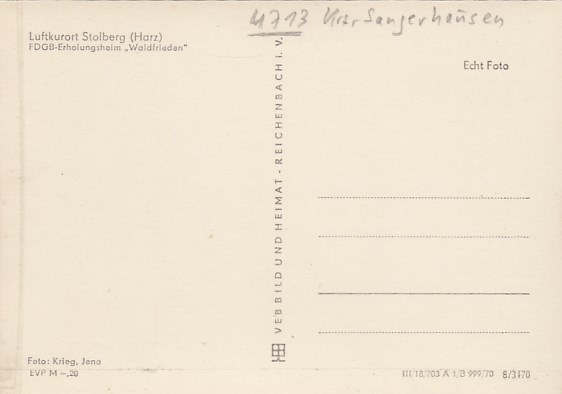 4713 Krs. Sangerhausen
Luftkurort Stolberg (Harz)
FDGB-Erholungsheim „Waldfrieden"
Echt Foto
VEB BILD UND HEIMAT - REICHENBACH i. V.
Foto: Krieg, Jena
EVP M –,20
III/18/203 A 1/B 999/70 8/3170